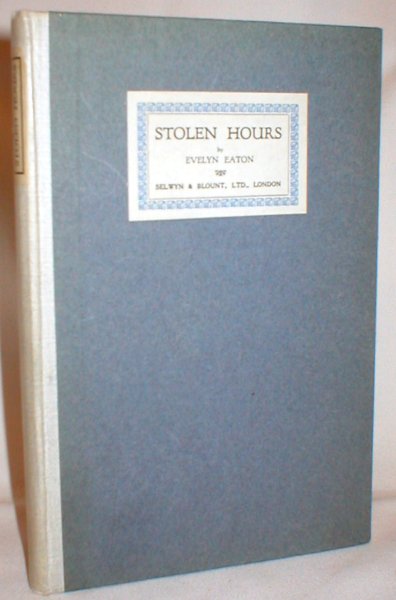 STOLEN HOURS
by
EVELYN EATON
SELWYN & BLOUNT, LTD., LONDON